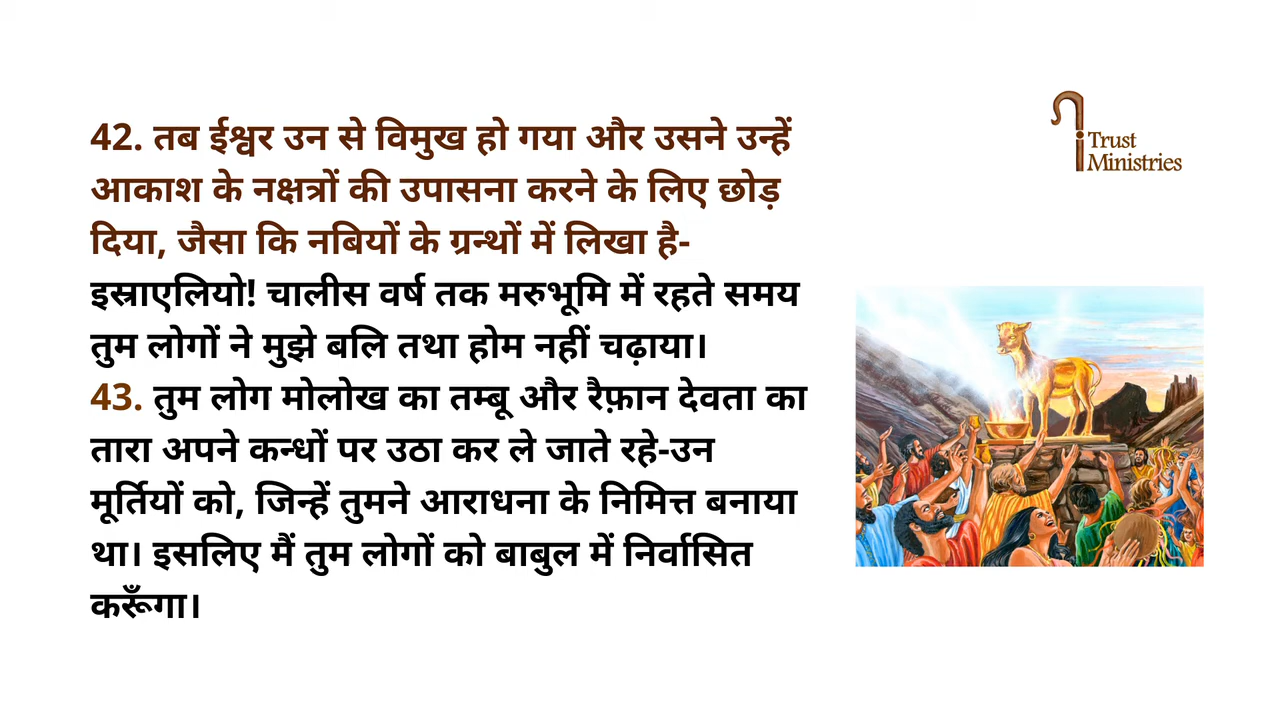 42. तब ईश्वर उन से विमुख हो गया और उसने उन्हें
आकाश के नक्षत्रों की उपासना करने के लिए छोड़
दिया, जैसा कि नबियों के ग्रन्थों में लिखा है-
इस्राएलियो! चालीस वर्ष तक मरुभूमि में रहते समय
तुम लोगों ने मुझे बलि तथा होम नहीं चढ़ाया।
43. तुम लोग मोलोख का तम्बू और रैफ़ान देवता का
तारा अपने कन्धों पर उठा कर ले जाते रहे-उन
मूर्तियों को, जिन्हें तुमने आराधना के निमित्त बनाया
था। इसलिए मैं तुम लोगों को बाबुल में निर्वासित
करूँगा।
i Trust
Ministries